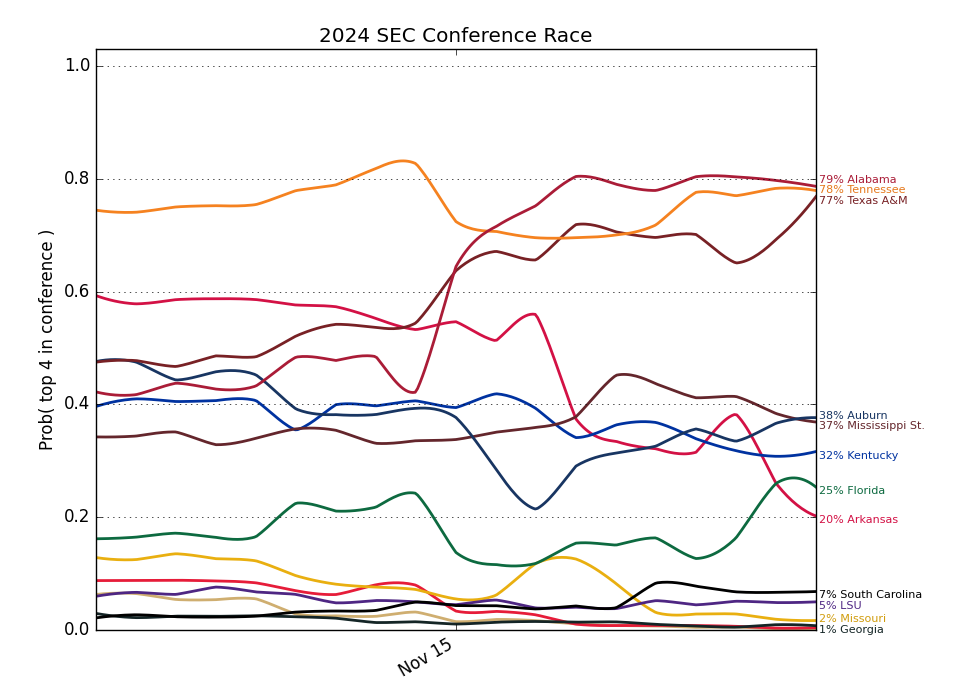 2024 SEC Conference Race
Prob( top 4 in conference )
1.0
0.8
0.6
0.4
0.2
0.0
Nov 15
79% Alabama
78% Tennessee
77% Texas A&M
38% Auburn
37% Mississippi St.
32% Kentucky
25% Florida
20% Arkansas
7% South Carolina
5% LSU
2% Missouri
1% Georgia